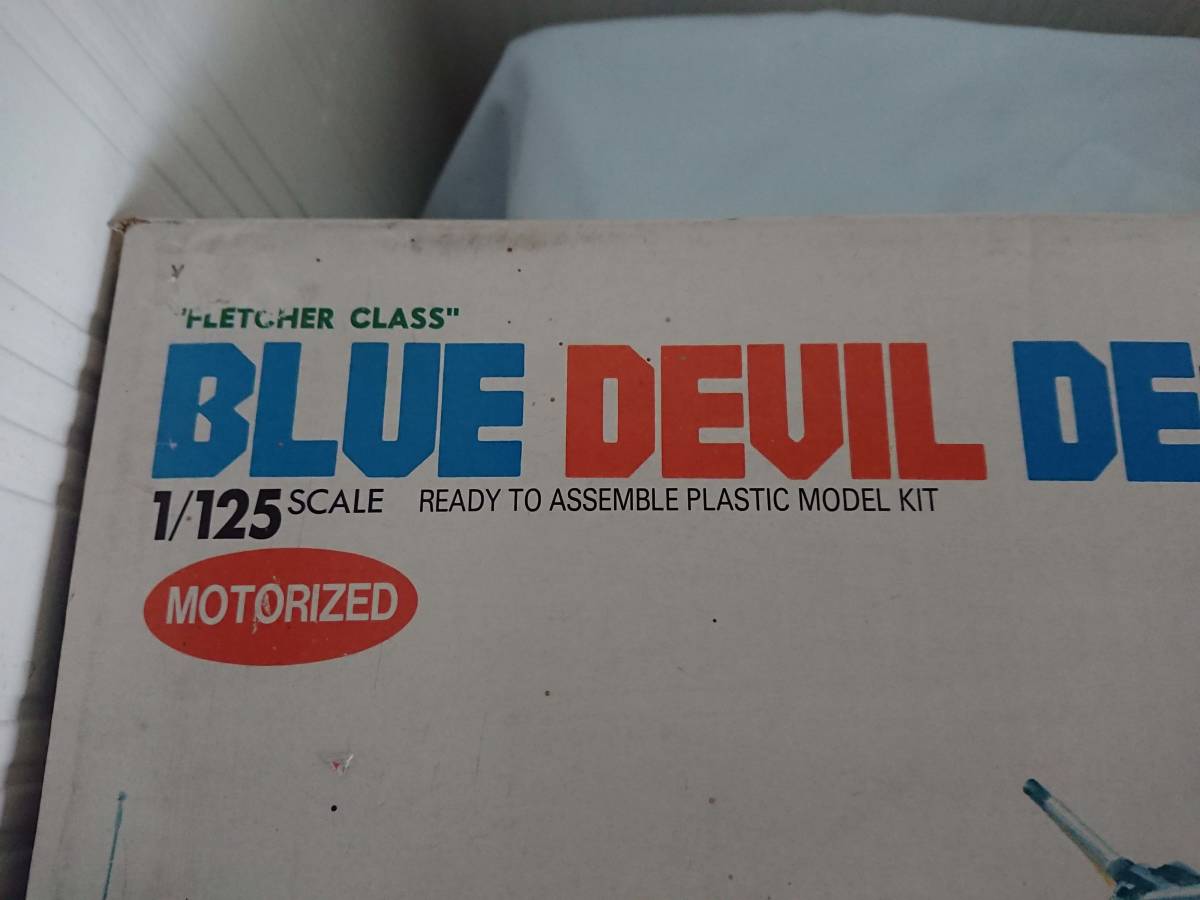 "FLETCHER CLASS"
BLUE DEVIL DE
1/125 SCALE READY TO ASSEMBLE PLASTIC MODEL KIT
MOTORIZED